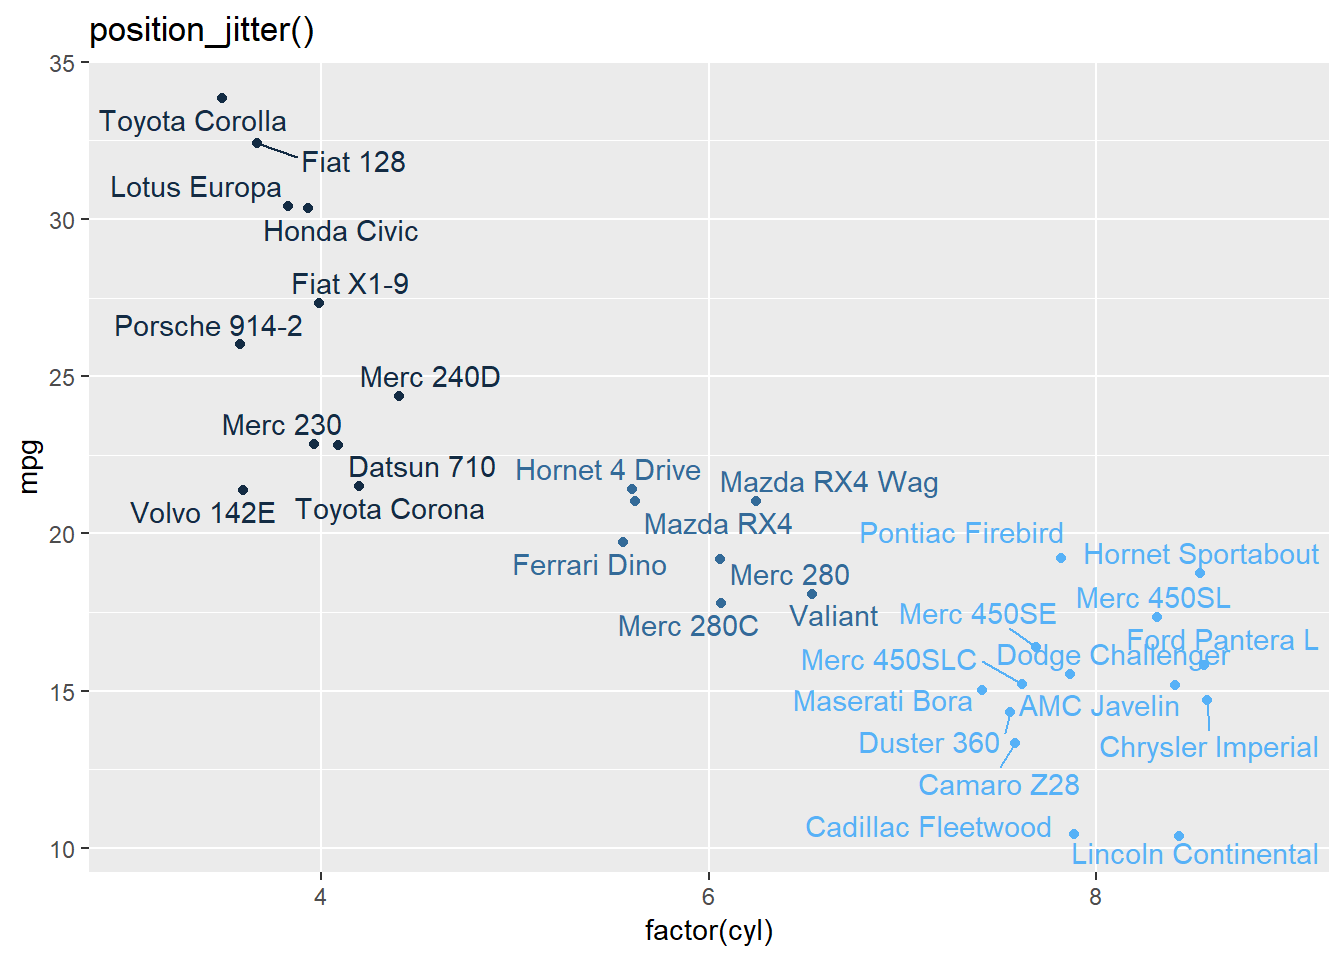 position_jitter()
35
Toyota Corolla
Fiat 128
Lotus Europa
30
Honda Civic
Fiat X1-9
Porsche 914-2
25
Merc 240D
Merc 230
mpg
Datsun 710
Hornet 4 Drive
Mazda RX4 Wag
Volvo 142E
Toyota Corona
Mazda RX4
20
Pontiac Firebird
Hornet Sportabout
Ferrari Dino
Merc 280
Merc 450SL
Merc 280C
Valiant
Merc 450SE
Ford Pantera L
Merc 450SLC
Dodge Challenger
15
Maserati Bora
AMC Javelin
Duster 360
Chrysler Imperial
Camaro Z28
Cadillac Fleetwood
10
Lincoln Continental
4
6
8
factor(cyl)